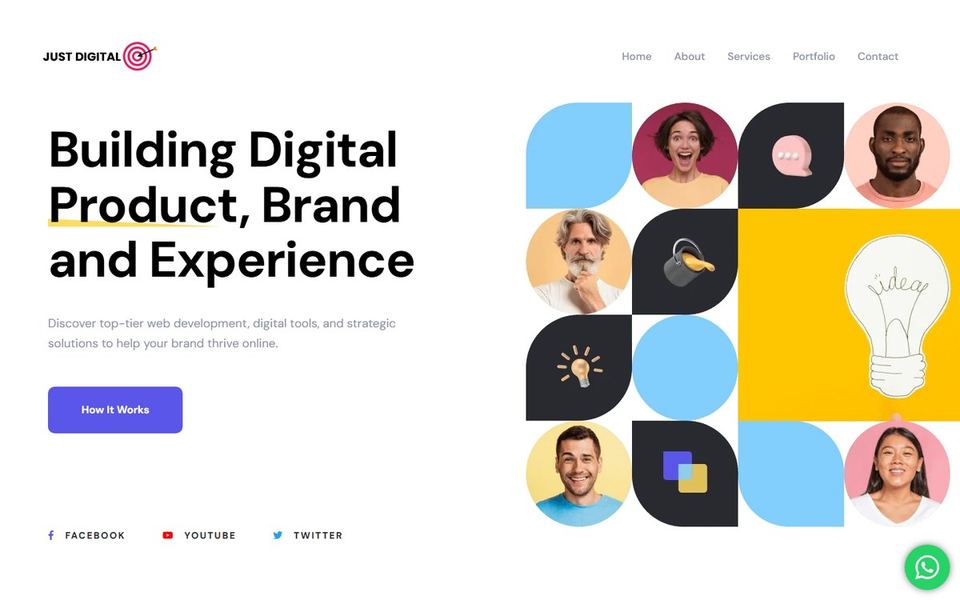 JUST DIGITAL
Home About Services Portfolio Contact
Building Digital
Product, Brand
and Experience
Discover top-tier web development, digital tools, and strategic
solutions to help your brand thrive online.
How It Works
idea
FACEBOOK YOUTUBE TWITTER